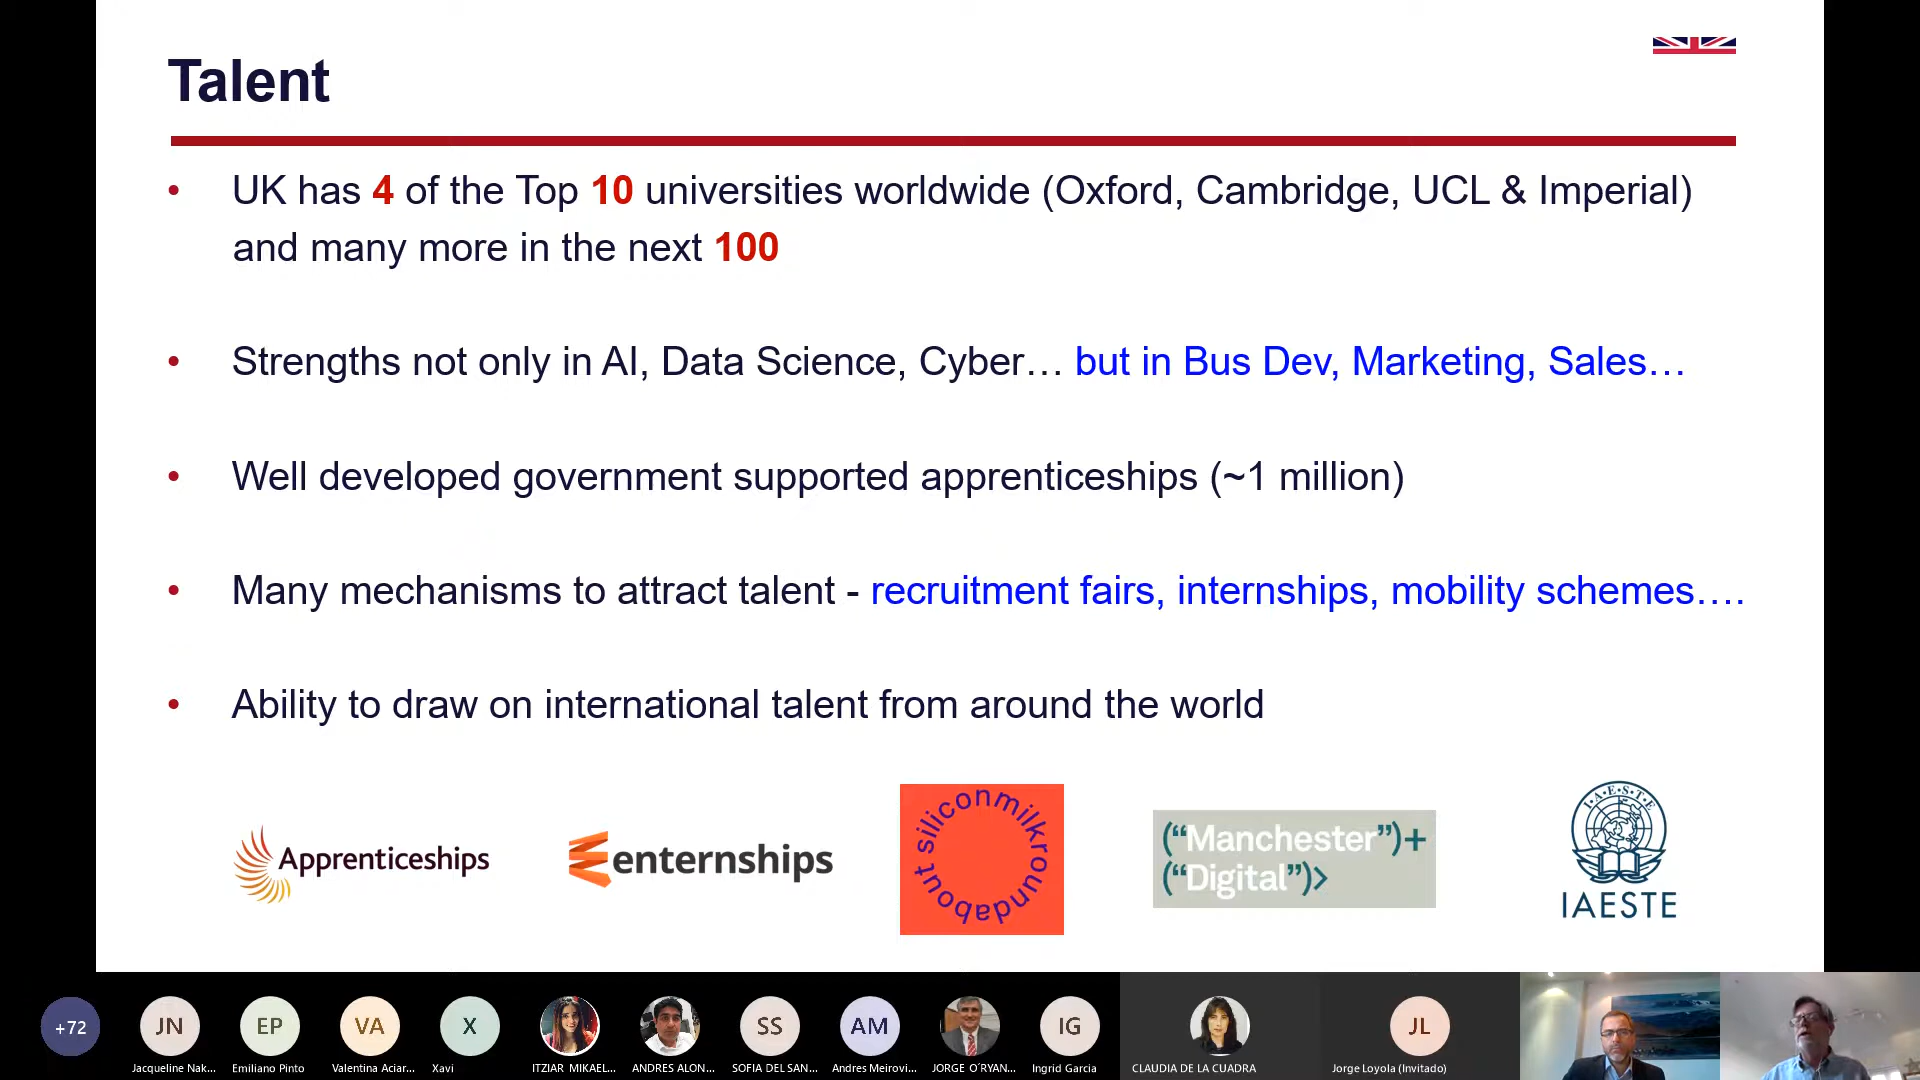 Talent
• UK has 4 of the Top 10 universities worldwide (Oxford, Cambridge, UCL & Imperial)
and many more in the next 100
• Strengths not only in AI, Data Science, Cyber… but in Bus Dev, Marketing, Sales…
• Well developed government supported apprenticeships (~1 million)
• Many mechanisms to attract talent - recruitment fairs, internships, mobility schemes….
• Ability to draw on international talent from around the world
Apprenticeships
enternships
siliconmilkroundabout
(“Manchester”)+
(“Digital”)>
I•A•E•S•T•E
IAESTE
+72
JN
EP
VA
X
SS
AM
IG
JL
Jacqueline Nak...
Emiliano Pinto
Valentina Aciar...
Xavi
ITZIAR MIKAEL...
ANDRES ALON...
SOFIA DEL SAN...
Andres Meirovi...
JORGE O´RYAN...
Ingrid Garcia
CLAUDIA DE LA CUADRA
Jorge Loyola (Invitado)